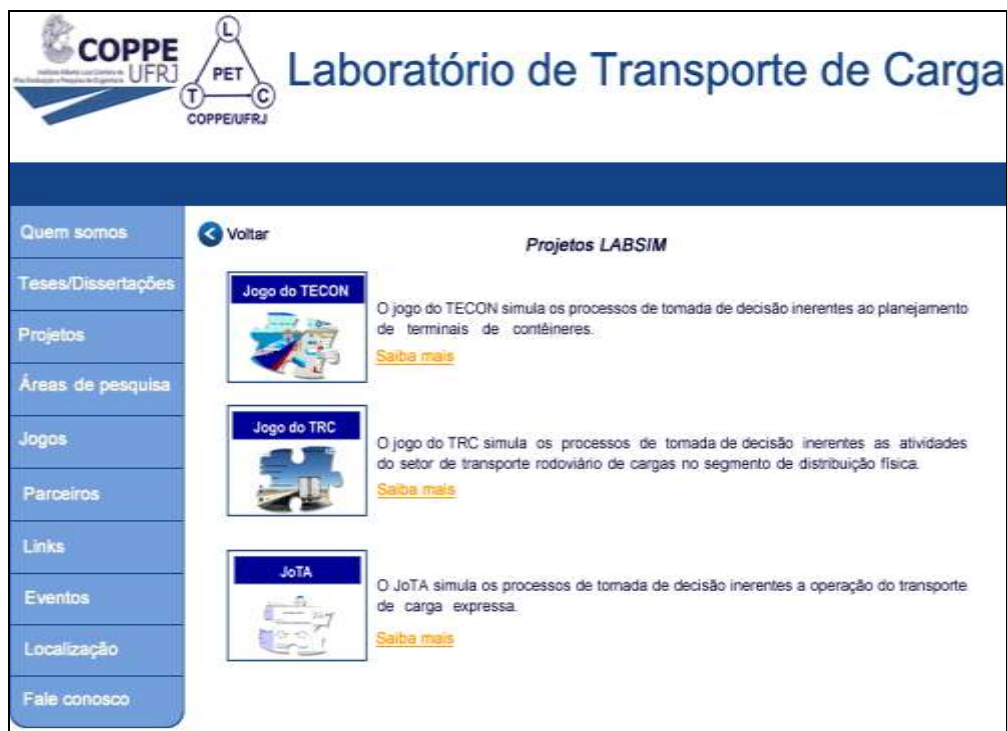 COPPE
UFRJ
L
PET
T
C
COPPE/UFRJ
Laboratório de Transporte de Carga
Quem somos
Teses/Dissertações
Projetos
Áreas de pesquisa
Jogos
Parceiros
Links
Eventos
Localização
Fale conosco
Voltar
Projetos LABSIM
Jogo do TECON
O jogo do TECON simula os processos de tomada de decisão inerentes ao planejamento
de terminais de contêineres.
Saiba mais
Jogo do TRC
O jogo do TRC simula os processos de tomada de decisão inerentes as atividades
do setor de transporte rodoviário de cargas no segmento de distribuição física.
Saiba mais
JoTA
O JoTA simula os processos de tomada de decisão inerentes a operação do transporte
de carga expressa.
Saiba mais